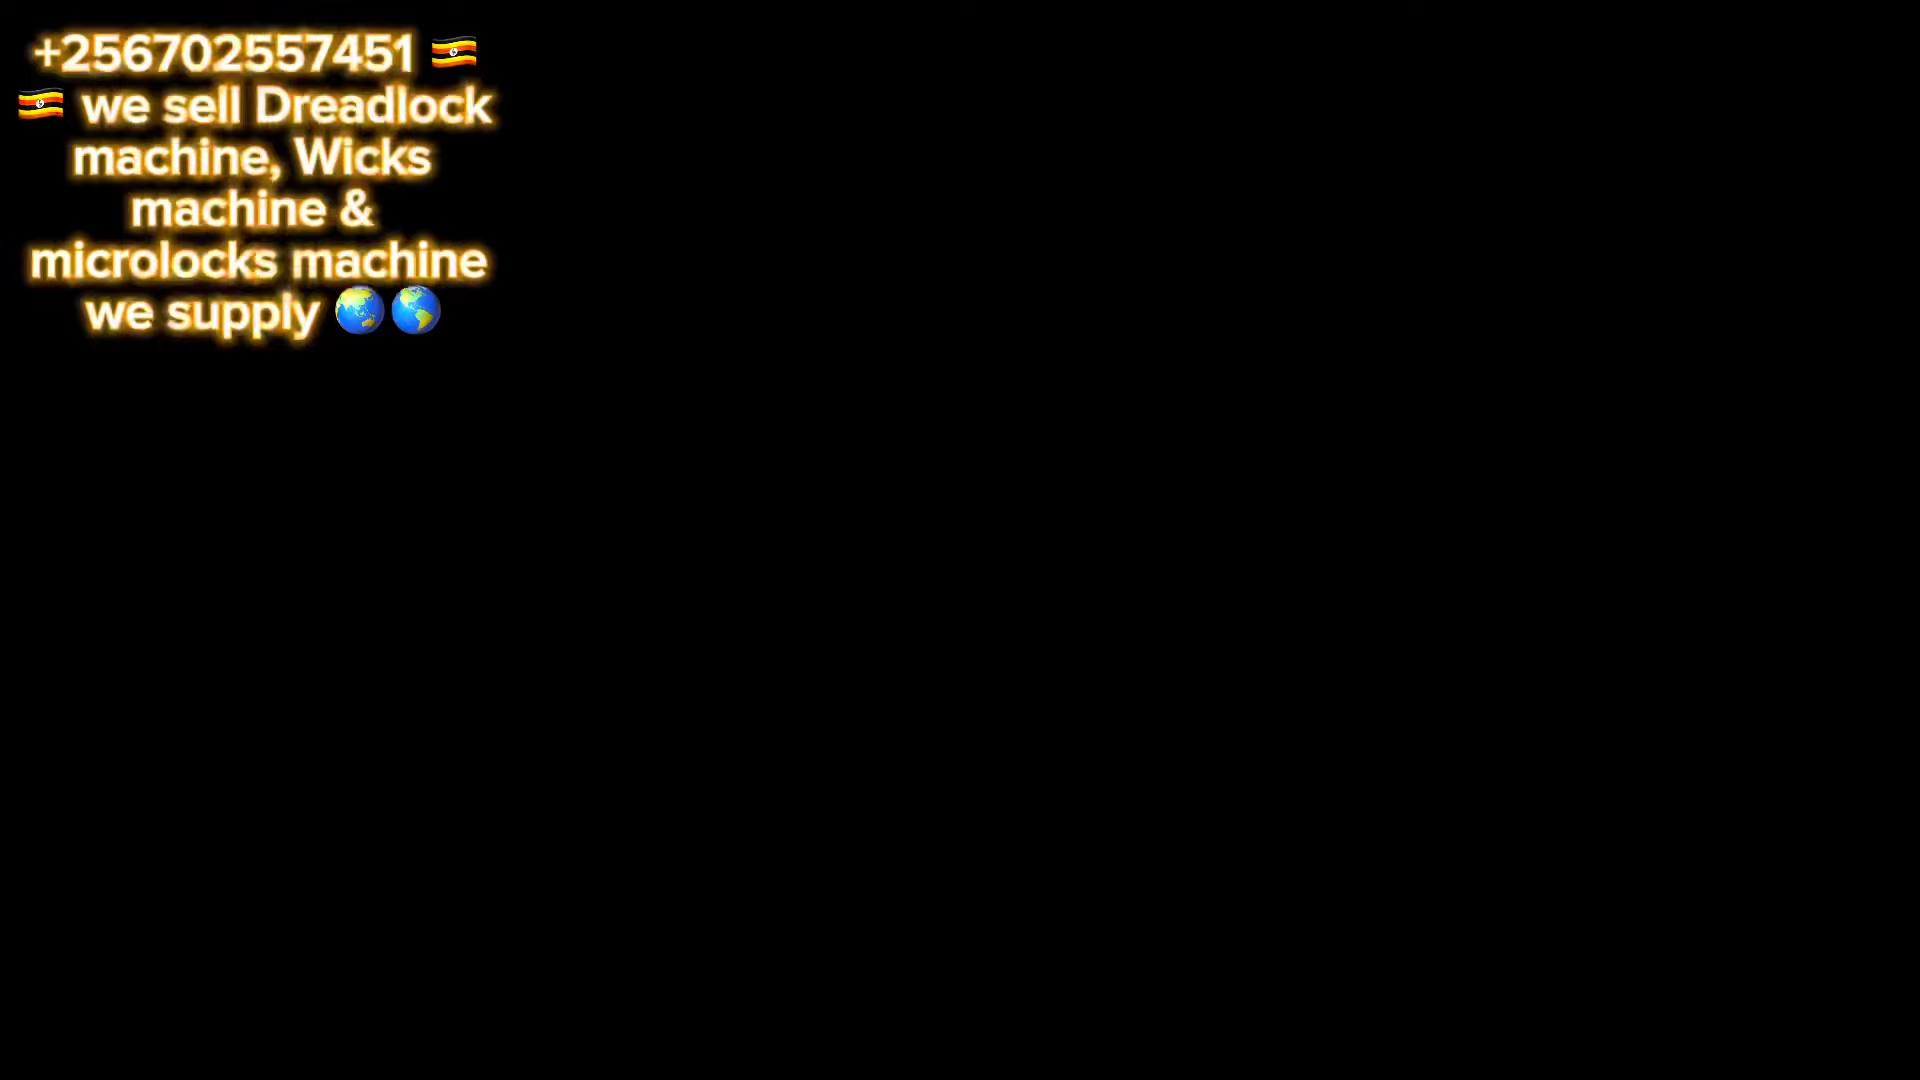 +256702557451 🇺🇬
🇺🇬 we sell Dreadlock
machine, Wicks
machine &
microlocks machine
we supply 🌏🌎